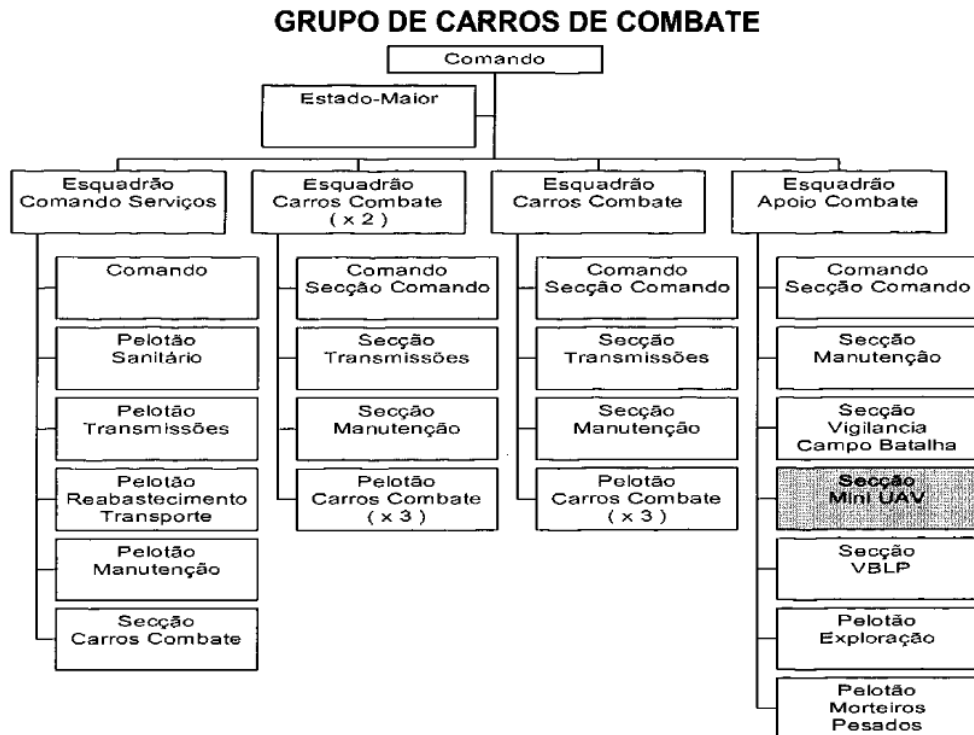 GRUPO DE CARROS DE COMBATE
Comando
Estado-Maior
Esquadrão
Comando Serviços
Esquadrão
Carros Combate
( x 2 )
Esquadrão
Carros Combate
Esquadrão
Apoio Combate
Comando
Pelotão
Sanitário
Pelotão
Transmissões
Pelotão
Reabastecimento
Transporte
Pelotão
Manutenção
Secção
Carros Combate
Comando
Secção Comando
Secção
Transmissões
Secção
Manutenção
Pelotão
Carros Combate
( x 3 )
Comando
Secção Comando
Secção
Transmissões
Secção
Manutenção
Pelotão
Carros Combate
( x 3 )
Comando
Secção Comando
Secção
Manutenção
Secção
Vigilancia
Campo Batalha
Secção
Mini UAV
Secção
VBLP
Pelotão
Exploração
Pelotão
Morteiros
Pesados